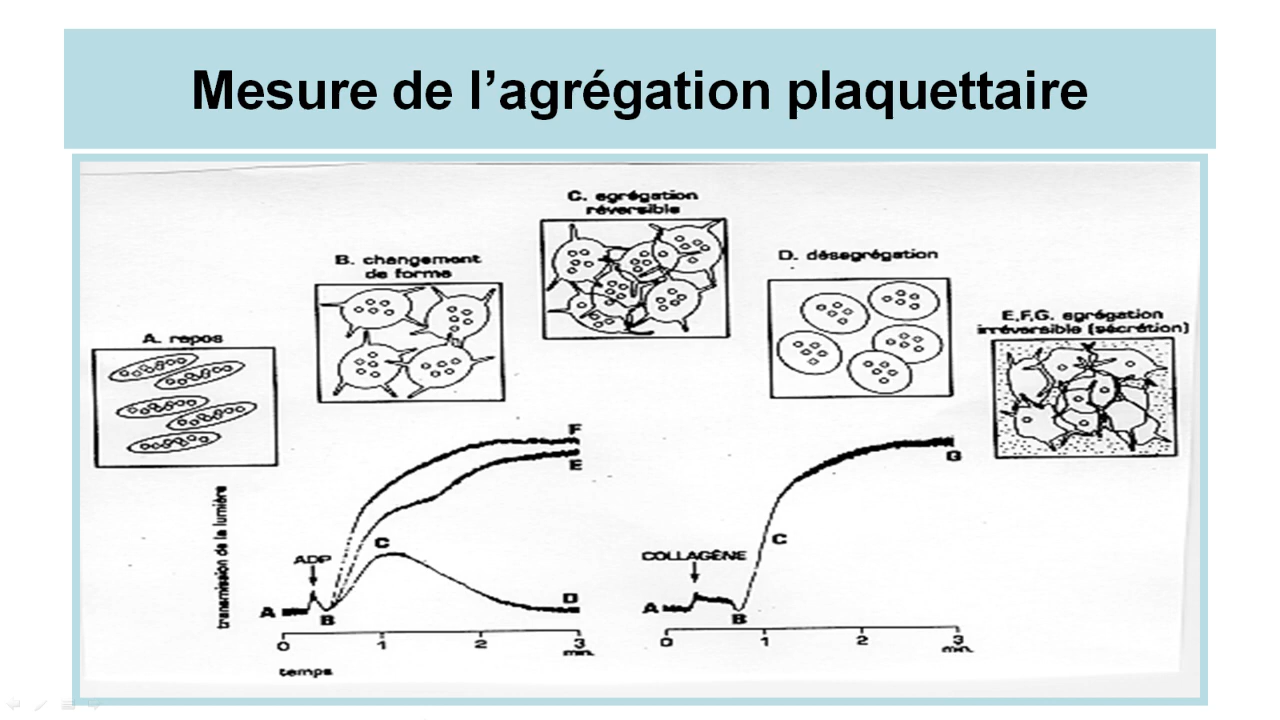 Mesure de l’agrégation plaquettaire
C. agrégation
réversible
B. changement
de forme
D. désagrégation
E,F,G. agrégation
irréversible (sécrétion)
A. repos
transmission de la lumière
F
E
G
C
C
ADP
COLLAGÈNE
D
A
B
A
B
0
1
2
3
min.
0
1
2
3
min.
temps